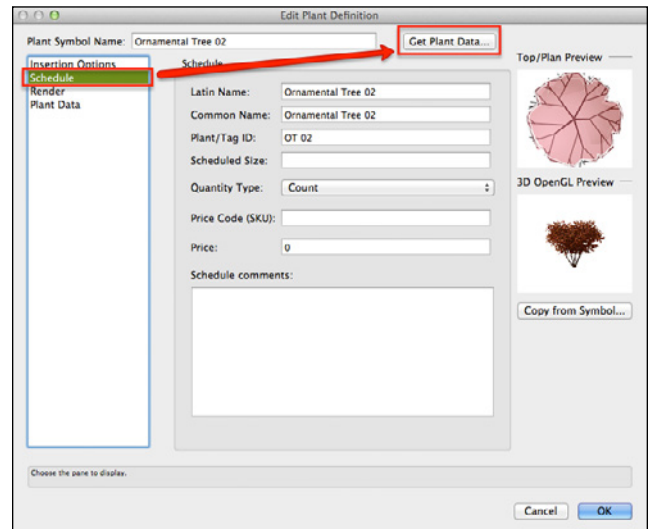 Edit Plant Definition
Plant Symbol Name: Ornamental Tree 02
Get Plant Data...
Insertion Options
Schedule
Render
Plant Data
Schedule
Latin Name: Ornamental Tree 02
Common Name: Ornamental Tree 02
Plant/Tag ID: OT 02
Scheduled Size:
Quantity Type: Count
Price Code (SKU):
Price: 0
Schedule comments:
Top/Plan Preview
3D OpenGL Preview
Copy from Symbol...
Choose the pane to display.
Cancel
OK